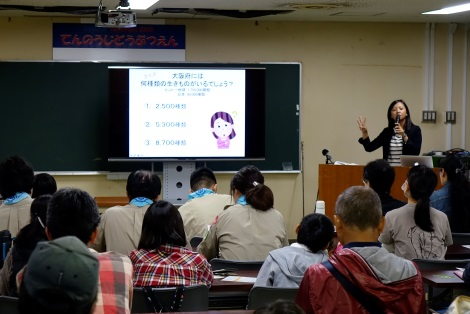 てんのうじどうぶつえん
大阪府には
何種類の生きものがいるでしょう？
1. 2,500種類
2. 5,300種類
3. 8,700種類